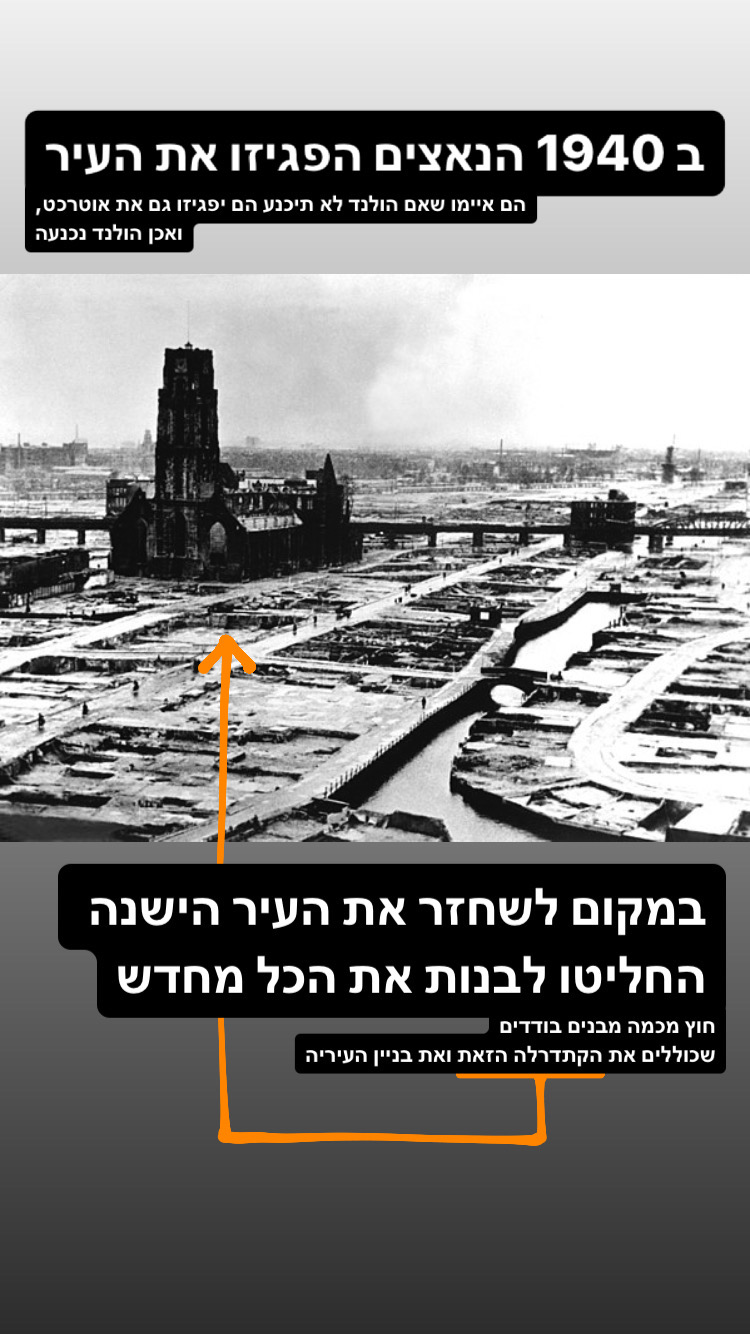 ב 1940 הנאצים הפגיזו את העיר
הם איימו שאם הולנד לא תיכנע הם יפגיזו גם את אוטרכט,
ואכן הולנד נכנעה
במקום לשחזר את העיר הישנה
החליטו לבנות את הכל מחדש
חוץ מכמה מבנים בודדים
שכוללים את הקתדרלה הזאת ואת בניין העיריה